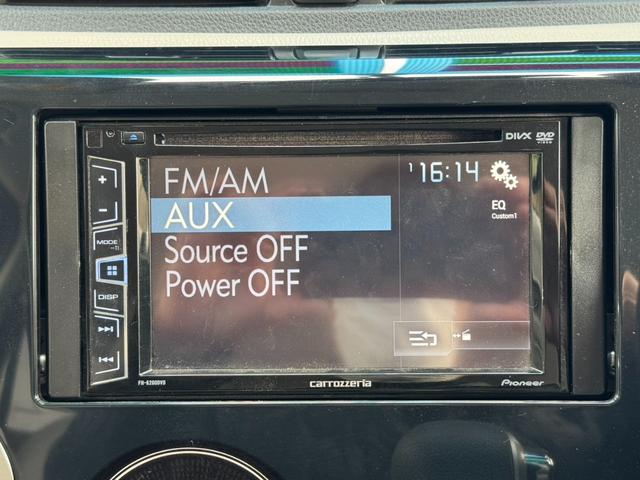 DIVX DVD VIDEO
FM/AM
16:14
AUX
EQ
Custom1
Source OFF
Power OFF
MODE
DISP
FH-6200DVD
carrozzeria
Pioneer